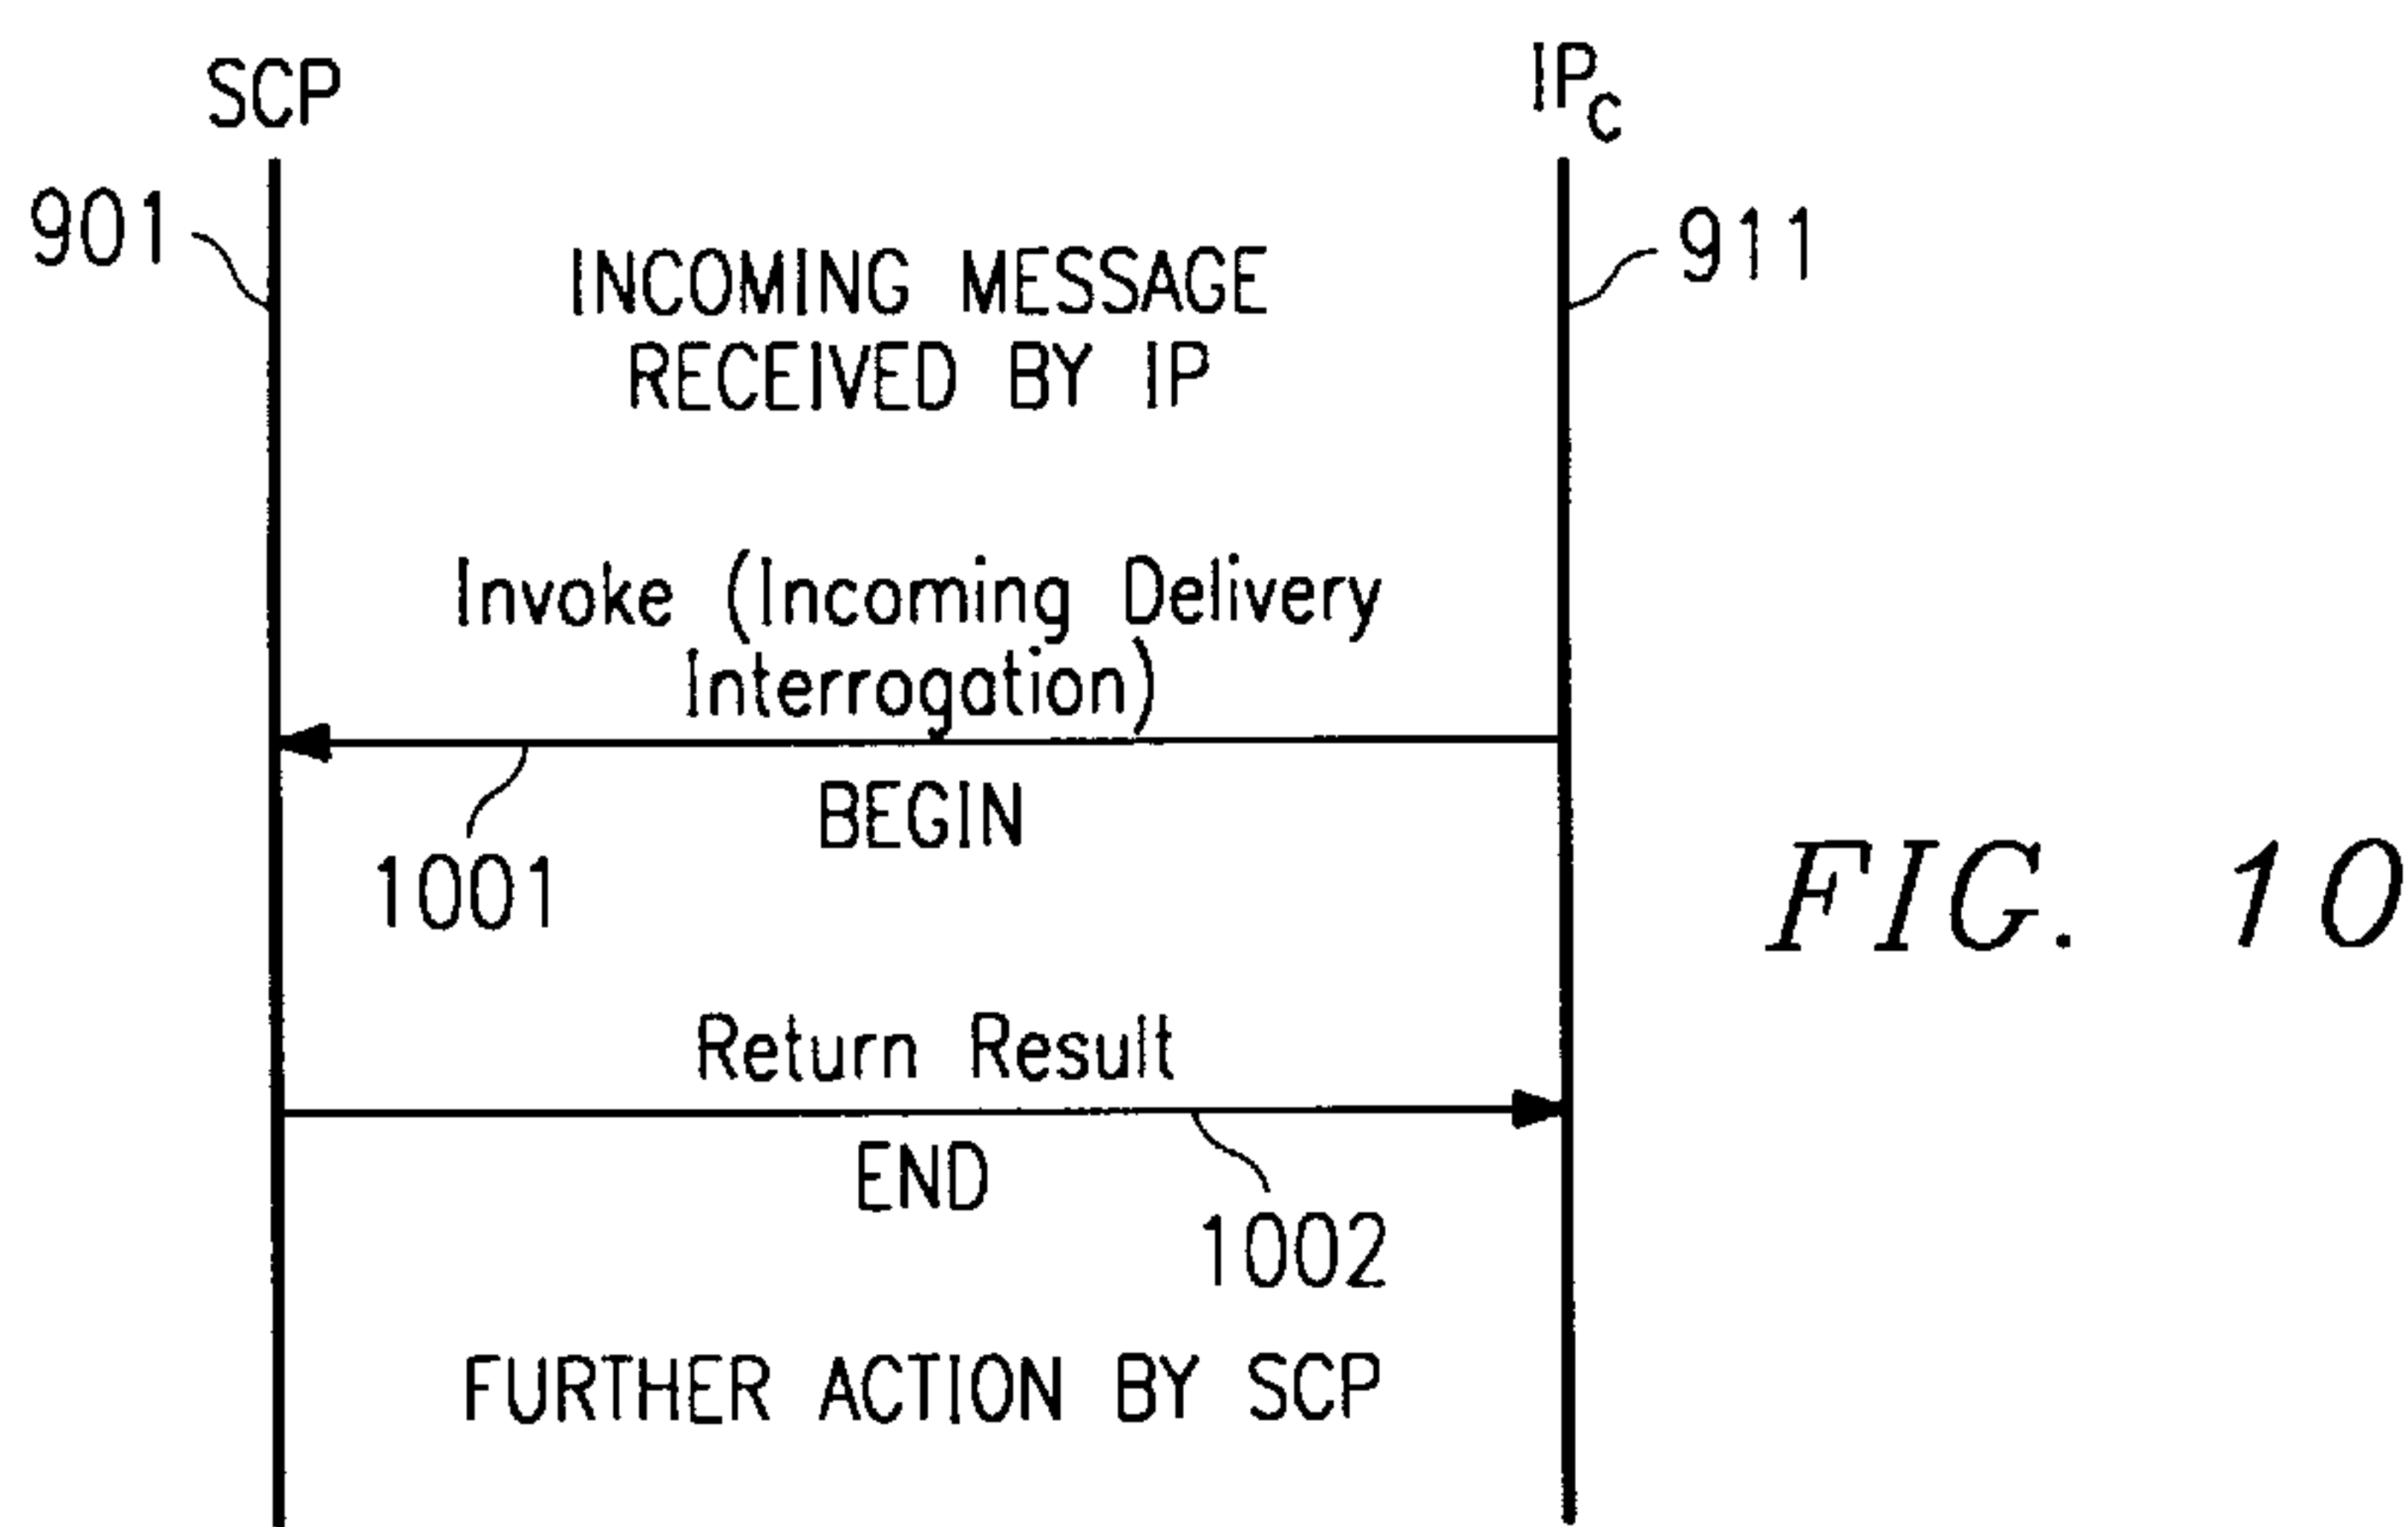 SCP
IPC
901
911
INCOMING MESSAGE
RECEIVED BY IP
Invoke (Incoming Delivery
Interrogation)
BEGIN
1001
FIG. 10
Return Result
END
1002
FURTHER ACTION BY SCP